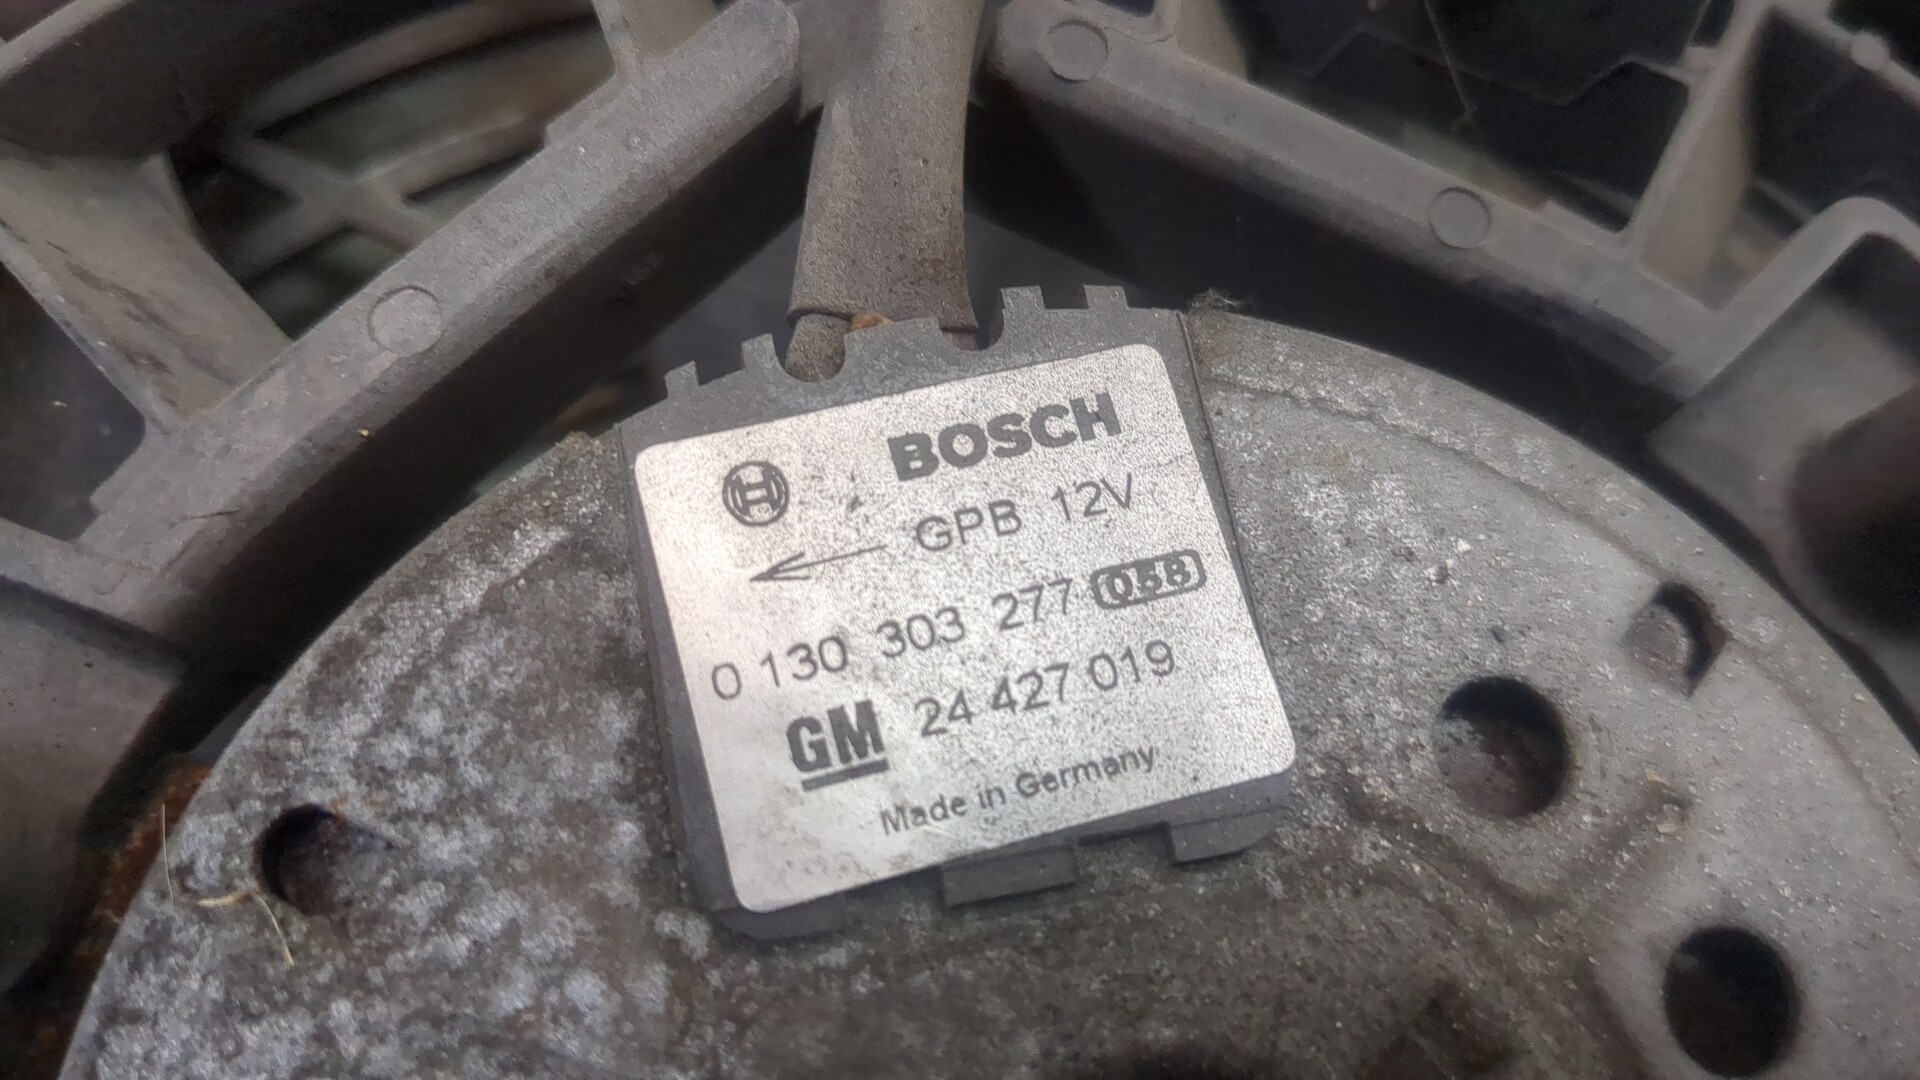 BOSCH
GPB 12V
0 130 303 277 058
GM 24 427 019
Made in Germany